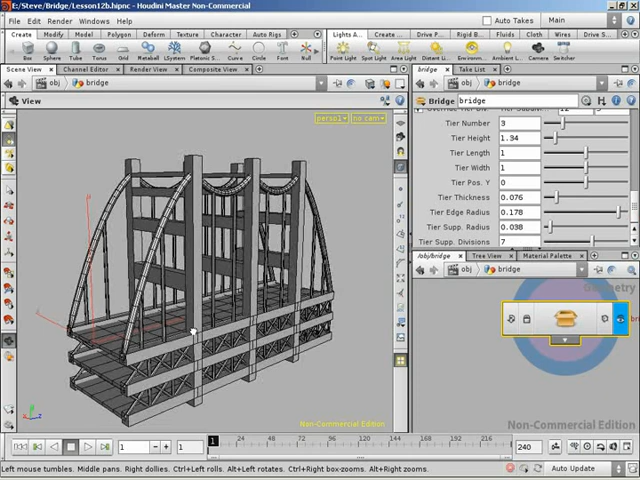 E:/Steve/Bridge/Lesson12b.hipnc - Houdini Master Non-Commercial
File Edit Render Windows Help
Auto Takes Main
Create Modify Model Polygon Deform Texture Character Auto Rigs
Lights A... Create P... Drive P...
Box Sphere Tube Torus Grid Metaball LSystem Platonic S... Curve Circle Font Null
Point Light Spot Light Area Light Distant L... Environm... Ambient ... Camera Switcher
Scene View Channel Editor Render View Composite View
bridge Take List
obj bridge
obj bridge
View
Bridge bridge
persp1 no cam
Tier Number 3
Tier Height 1.34
Tier Length 1
Tier Width 1
Tier Pos. Y 0
Tier Thickness 0.076
Tier Edge Radius 0.178
Tier Supp. Radius 0.038
Tier Supp. Divisions 7
/obj/bridge Tree View Material Palette
obj bridge
Geometry
Non-Commercial Edition
Non-Commercial Edition
1 1 1 24 48 72 96 120 144 168 192 216 240
Left mouse tumbles. Middle pans. Right dollies. Ctrl+Left rolls. Alt+Left rotates. Ctrl+Right box-zooms. Alt+Right zooms.
Auto Update